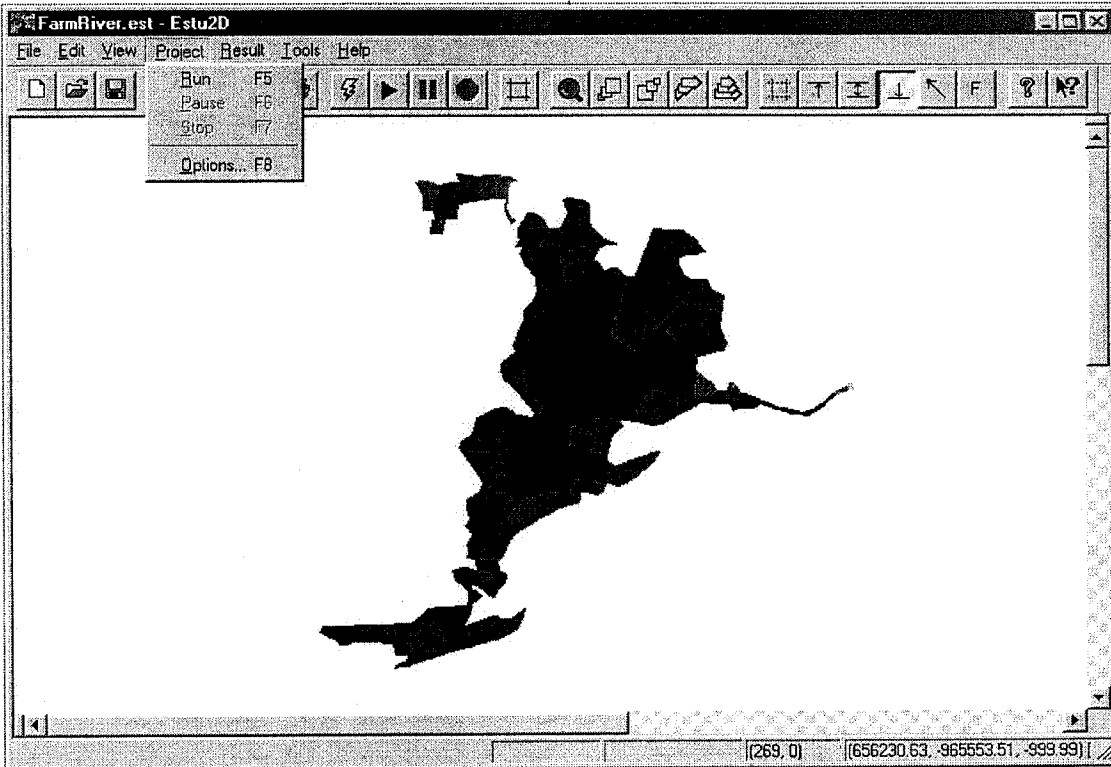 FarmRiver.est - Estu2D
File Edit View Project Result Tools Help
Run F5
Pause F6
Stop F7
Options... F8
F ? ?
(269, 0) (656230.63, -965553.51, -999.99) [